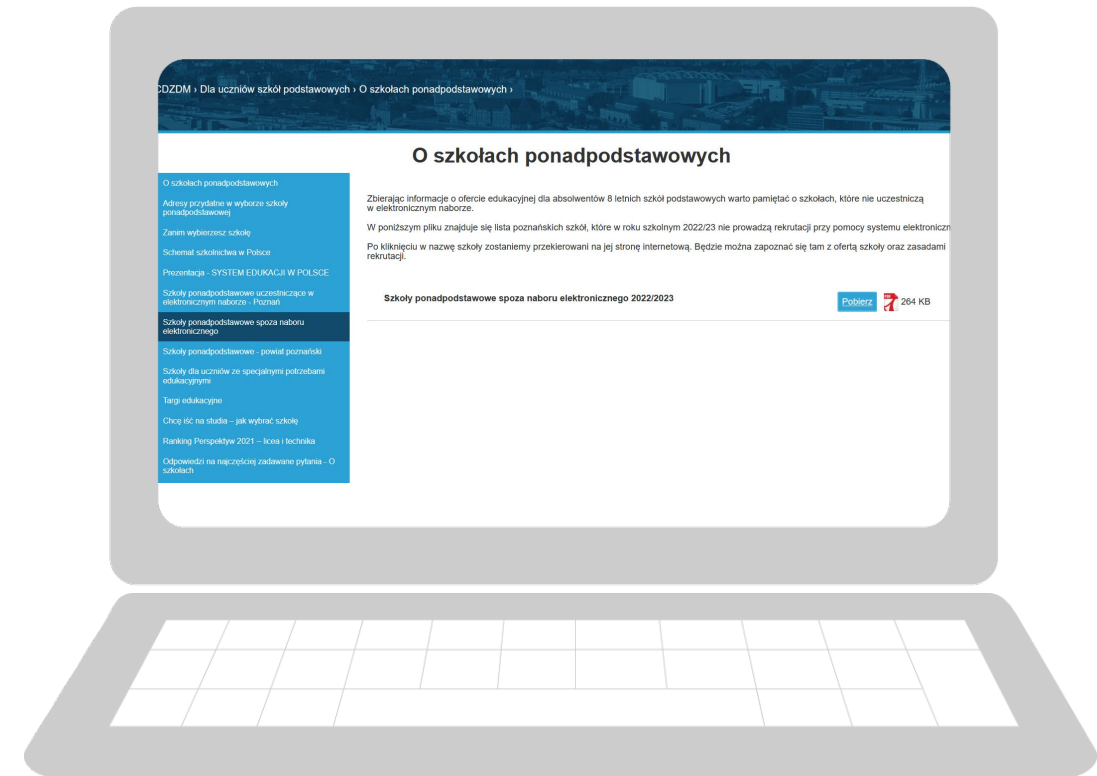 CDZDM › Dla uczniów szkół podstawowych › O szkołach ponadpodstawowych ›
O szkołach ponadpodstawowych
O szkołach ponadpodstawowych
Adresy przydatne w wyborze szkoły
ponadpodstawowej
Zanim wybierzesz szkołę
Schemat szkolnictwa w Polsce
Prezentacja - SYSTEM EDUKACJI W POLSCE
Szkoły ponadpodstawowe uczestniczące w
elektronicznym naborze - Poznań
Szkoły ponadpodstawowe spoza naboru
elektronicznego
Szkoły ponadpodstawowe - powiat poznański
Szkoły dla uczniów ze specjalnymi potrzebami
edukacyjnymi
Targi edukacyjne
Chcę iść na studia – jak wybrać szkołę
Ranking Perspektyw 2021 – licea i technika
Odpowiedzi na najczęściej zadawane pytania - O
szkołach
Zbierając informacje o ofercie edukacyjnej dla absolwentów 8 letnich szkół podstawowych warto pamiętać o szkołach, które nie uczestniczą
w elektronicznym naborze.
W poniższym pliku znajduje się lista poznańskich szkół, które w roku szkolnym 2022/23 nie prowadzą rekrutacji przy pomocy systemu elektroniczn
Po kliknięciu w nazwę szkoły zostaniemy przekierowani na jej stronę internetową. Będzie można zapoznać się tam z ofertą szkoły oraz zasadami
rekrutacji.
Szkoły ponadpodstawowe spoza naboru elektronicznego 2022/2023
Pobierz 264 KB